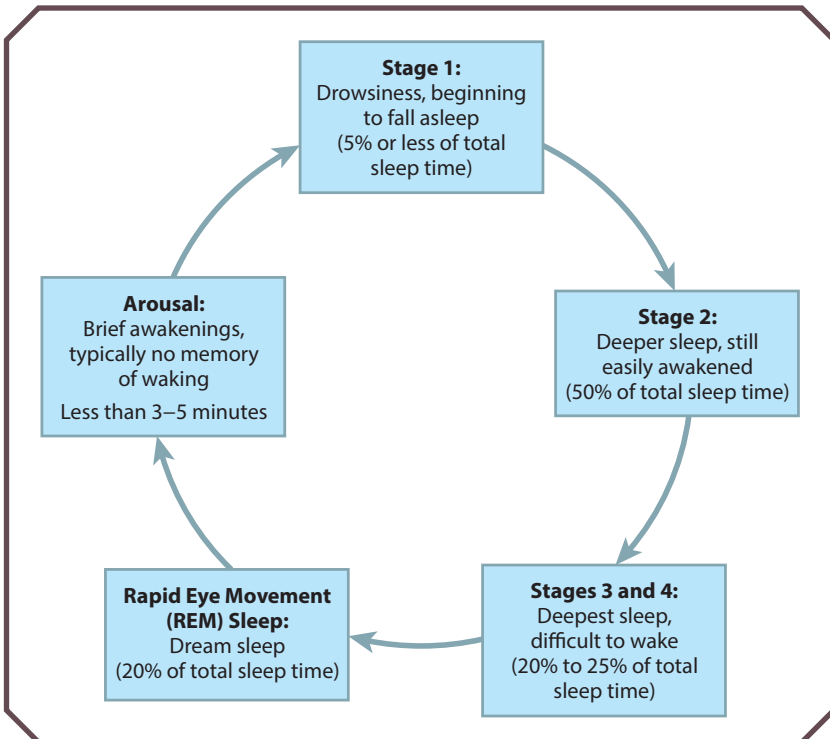 Stage 1:
Drowsiness, beginning
to fall asleep
(5% or less of total
sleep time)
Stage 2:
Deeper sleep, still
easily awakened
(50% of total sleep time)
Stages 3 and 4:
Deepest sleep,
difficult to wake
(20% to 25% of total
sleep time)
Rapid Eye Movement
(REM) Sleep:
Dream sleep
(20% of total sleep time)
Arousal:
Brief awakenings,
typically no memory
of waking
Less than 3–5 minutes